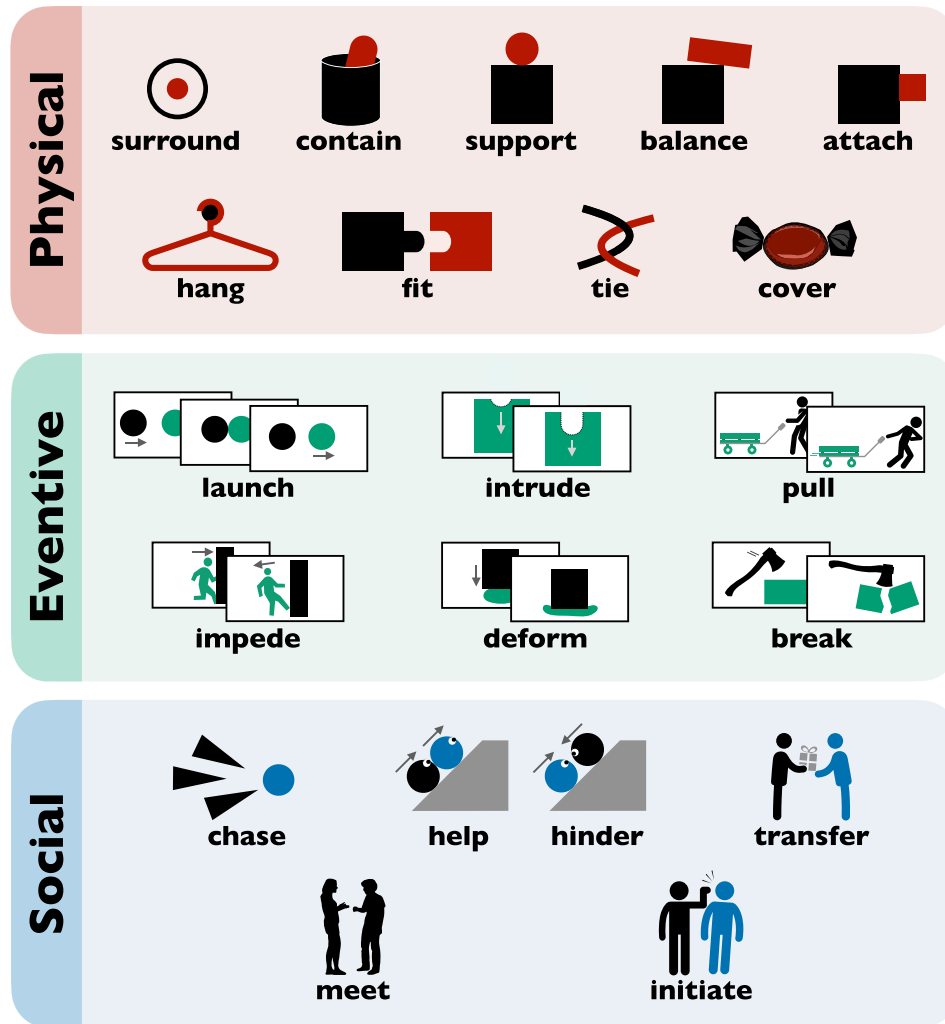 Physical
surround
contain
support
balance
attach
hang
fit
tie
cover
Eventive
launch
intrude
pull
impede
deform
break
Social
chase
help
hinder
transfer
meet
initiate